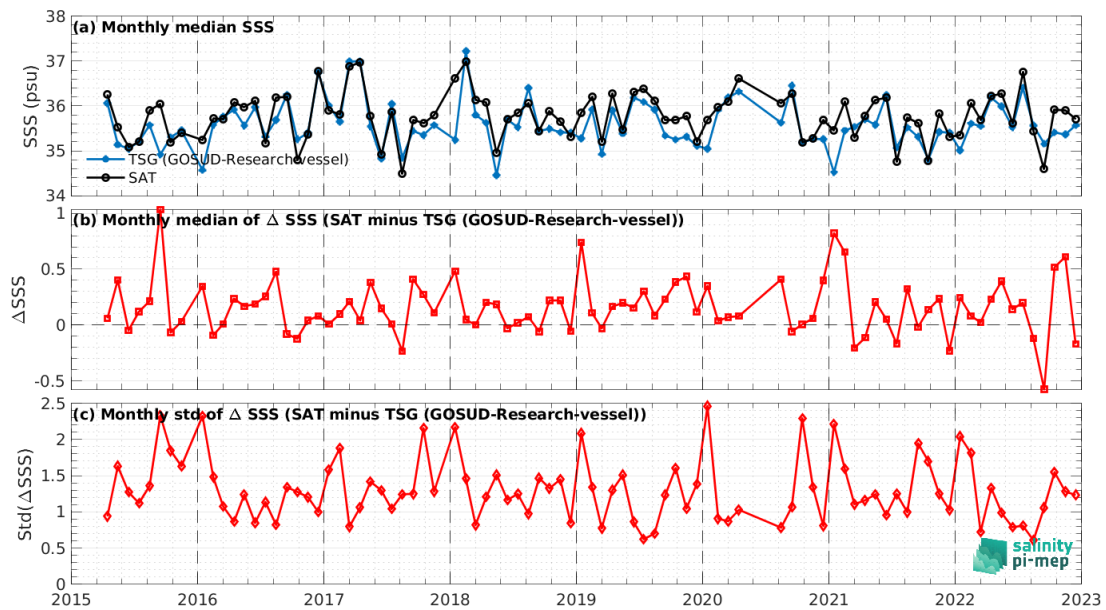 (a) Monthly median SSS
38
37
36
35
34
SSS (psu)
TSG (GOSUD-Research-vessel)
SAT
(b) Monthly median of Δ SSS (SAT minus TSG (GOSUD-Research-vessel))
1
0.5
0
-0.5
ΔSSS
(c) Monthly std of Δ SSS (SAT minus TSG (GOSUD-Research-vessel))
2.5
2
1.5
1
0.5
0
Std(ΔSSS)
salinity
pi-mep
2015 2016 2017 2018 2019 2020 2021 2022 2023